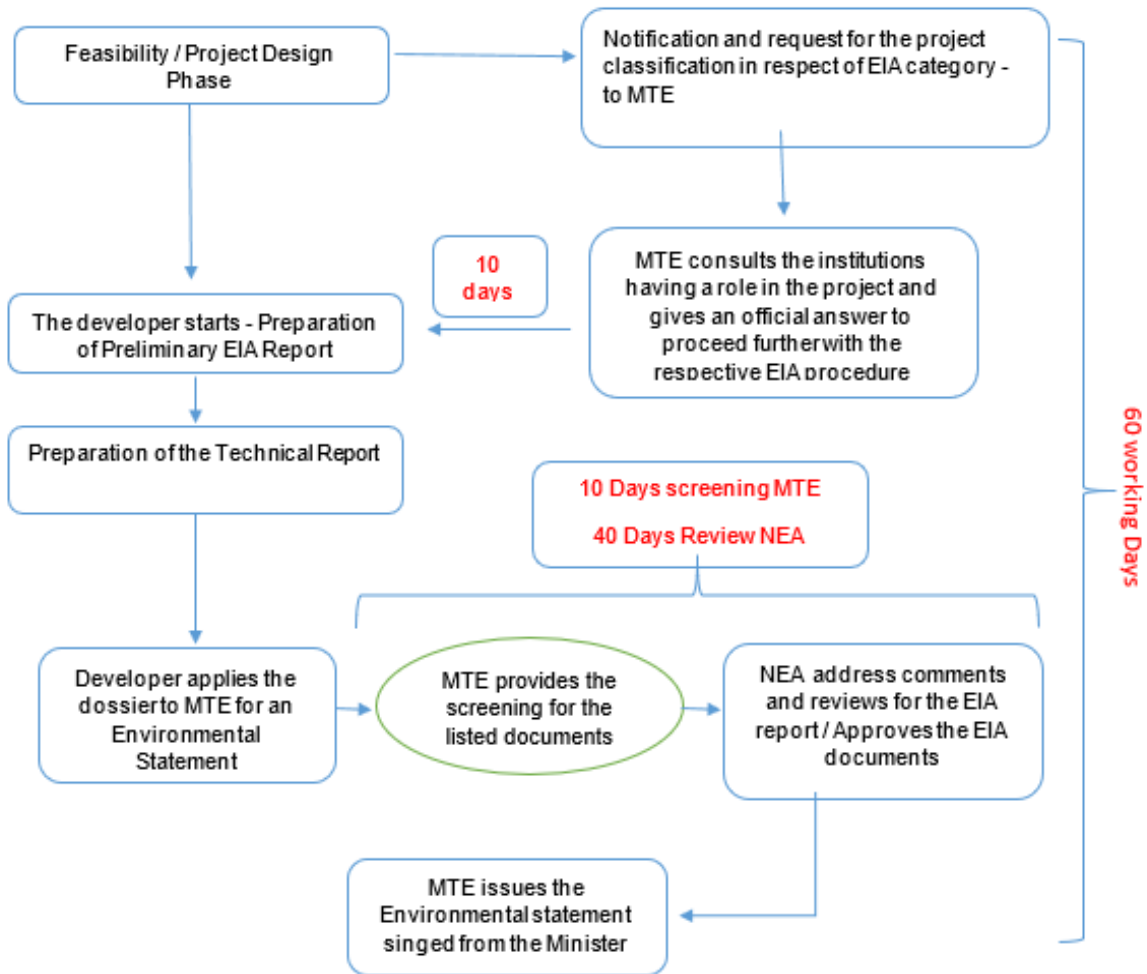 Feasibility / Project Design
Phase
Notification and request for the project
classification in respect of EIA category -
to MTE
MTE consults the institutions
having a role in the project and
gives an official answer to
proceed further with the
respective EIA procedure
10
days
The developer starts - Preparation
of Preliminary EIA Report
Preparation of the Technical Report
10 Days screening MTE
40 Days Review NEA
60 working Days
Developer applies the
dossier to MTE for an
Environmental
Statement
MTE provides the
screening for the
listed documents
NEA address comments
and reviews for the EIA
report / Approves the EIA
documents
MTE issues the
Environmental statement
singed from the Minister